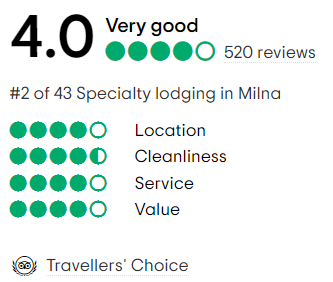 4.0 Very good
520 reviews
#2 of 43 Specialty lodging in Milna
Location
Cleanliness
Service
Value
Travellers' Choice